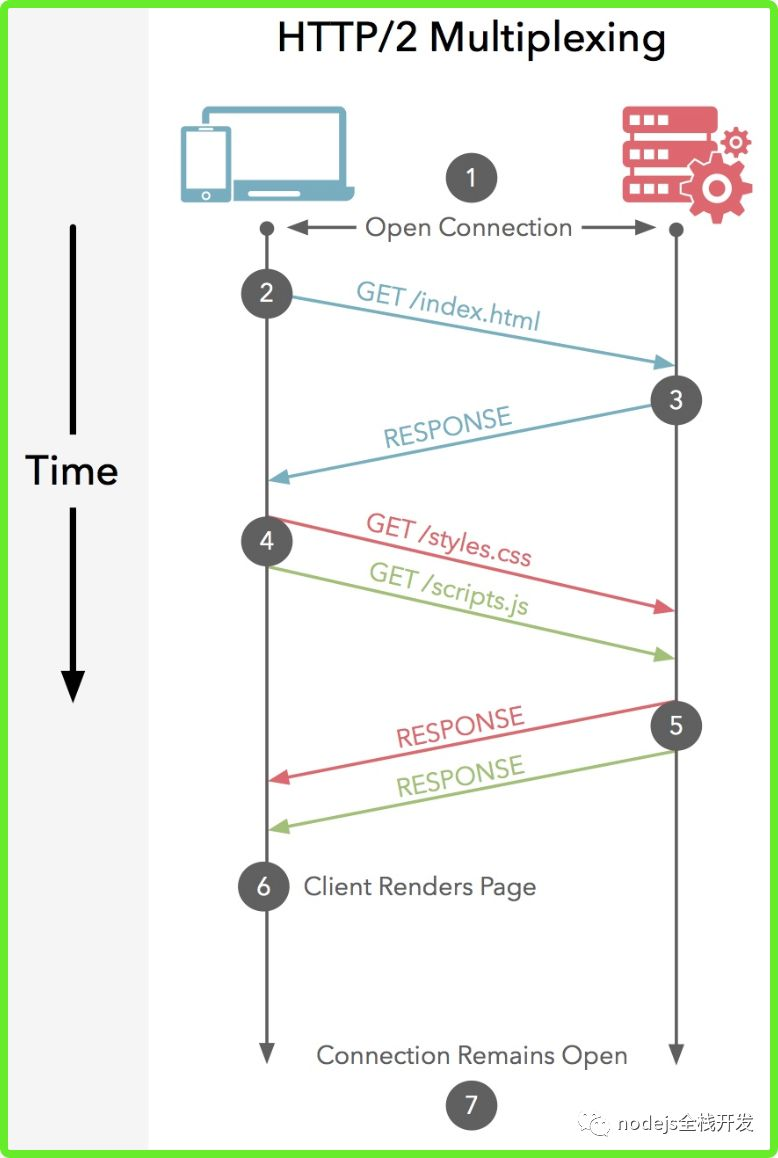 HTTP/2 Multiplexing
1
Open Connection
2
GET /index.html
3
RESPONSE
Time
4
GET /styles.css
GET /scripts.js
RESPONSE
5
RESPONSE
6
Client Renders Page
Connection Remains Open
7
nodejs全栈开发